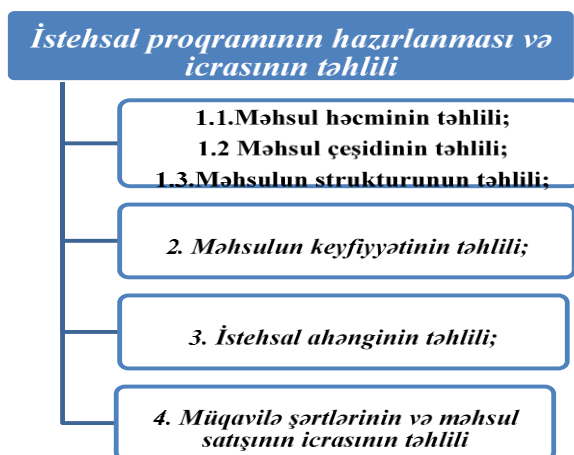 İstehsal proqramının hazırlanması və
icrasının təhlili
1.1.Məhsul həcminin təhlili;
1.2 Məhsul çeşidinin təhlili;
1.3.Məhsulun strukturunun təhlili;
2. Məhsulun keyfiyyətinin təhlili;
3. İstehsal ahənginin təhlili;
4. Müqavilə şərtlərinin və məhsul
satışının icrasının təhlili